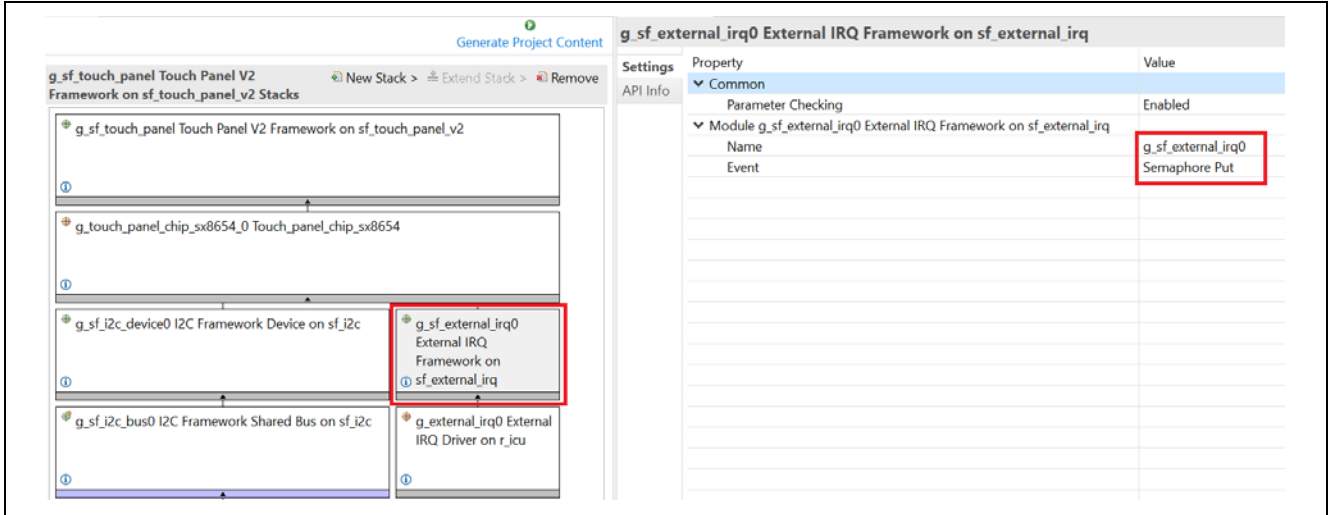 Generate Project Content
g_sf_touch_panel Touch Panel V2
Framework on sf_touch_panel_v2 Stacks
New Stack > Extend Stack > Remove
g_sf_touch_panel Touch Panel V2 Framework on sf_touch_panel_v2
g_touch_panel_chip_sx8654_0 Touch_panel_chip_sx8654
g_sf_i2c_device0 I2C Framework Device on sf_i2c
g_sf_external_irq0
External IRQ
Framework on
sf_external_irq
g_sf_i2c_bus0 I2C Framework Shared Bus on sf_i2c
g_external_irq0 External
IRQ Driver on r_icu
g_sf_external_irq0 External IRQ Framework on sf_external_irq
Settings
API Info
Property Value
Common
Parameter Checking Enabled
Module g_sf_external_irq0 External IRQ Framework on sf_external_irq
Name g_sf_external_irq0
Event Semaphore Put